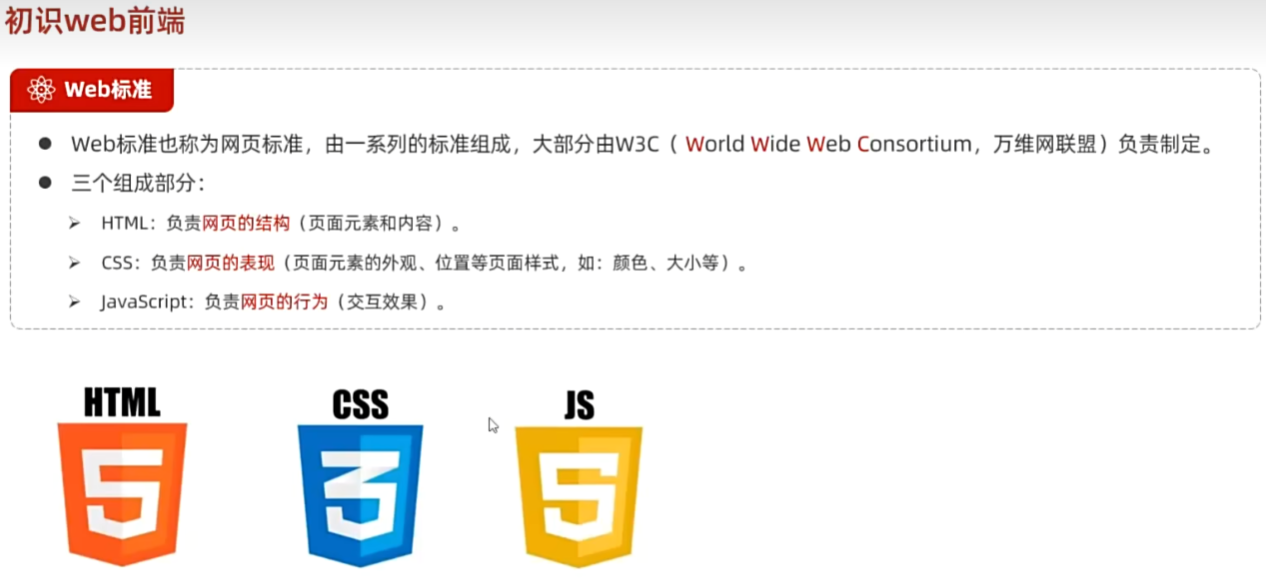 初识web前端
Web标准
● Web标准也称为网页标准，由一系列的标准组成，大部分由W3C（ World Wide Web Consortium，万维网联盟）负责制定。
● 三个组成部分：
➢ HTML：负责网页的结构（页面元素和内容）。
➢ CSS：负责网页的表现（页面元素的外观、位置等页面样式，如：颜色、大小等）。
➢ JavaScript：负责网页的行为（交互效果）。
HTML CSS JS
5 3 5